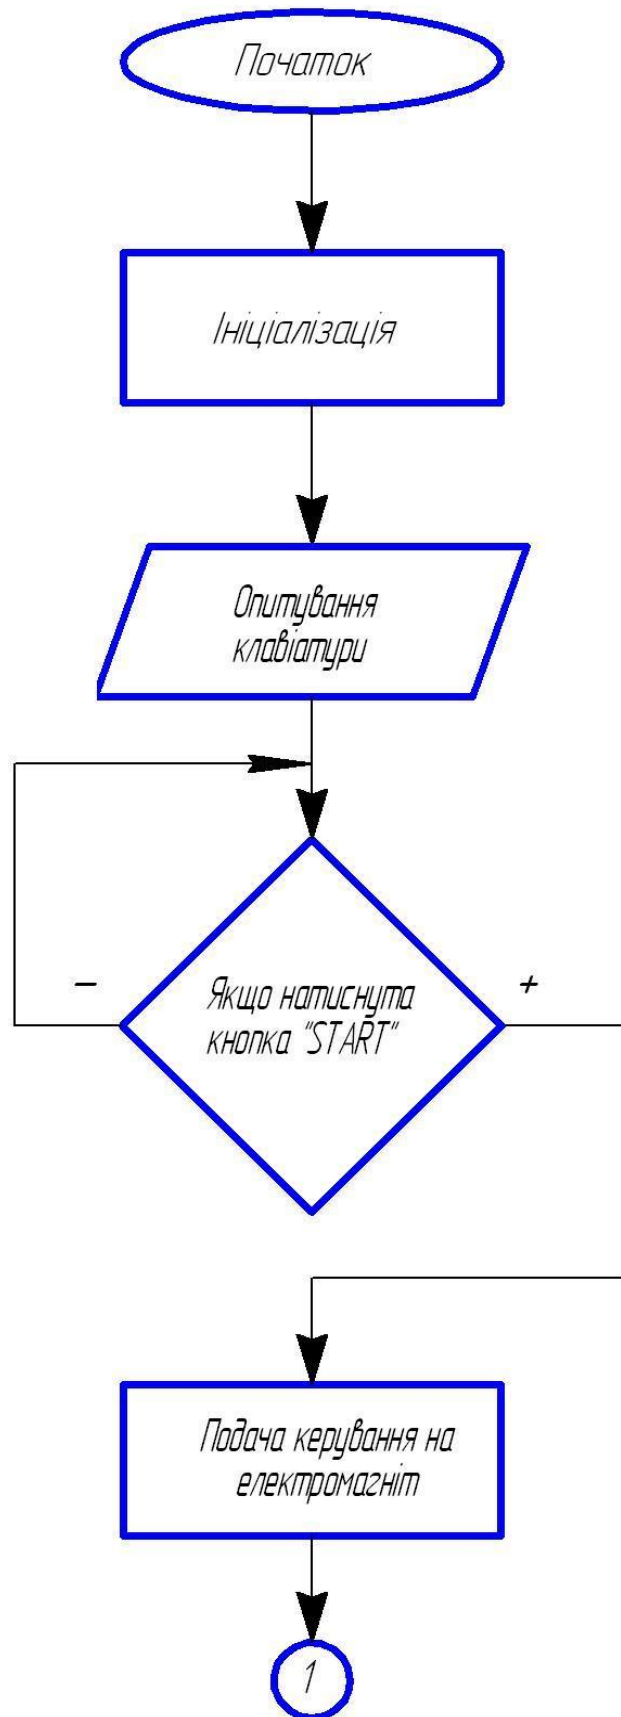 Початок
Ініціалізація
Опитування
клавіатури
–
+
Якщо натиснута
кнопка "START"
Подача керування на
електромагніт
1